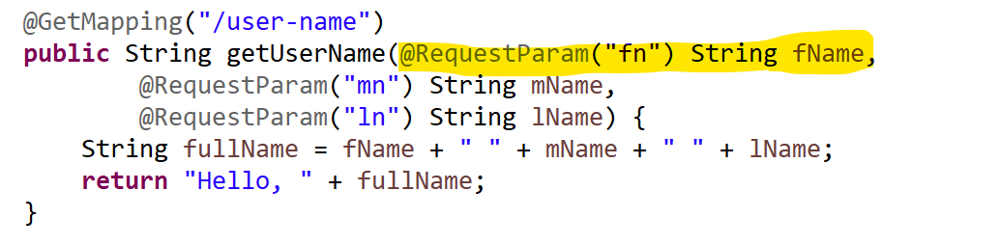 @GetMapping("/user-name")
public String getUserName(@RequestParam("fn") String fName,
@RequestParam("mn") String mName,
@RequestParam("ln") String lName) {
String fullName = fName + " " + mName + " " + lName;
return "Hello, " + fullName;
}